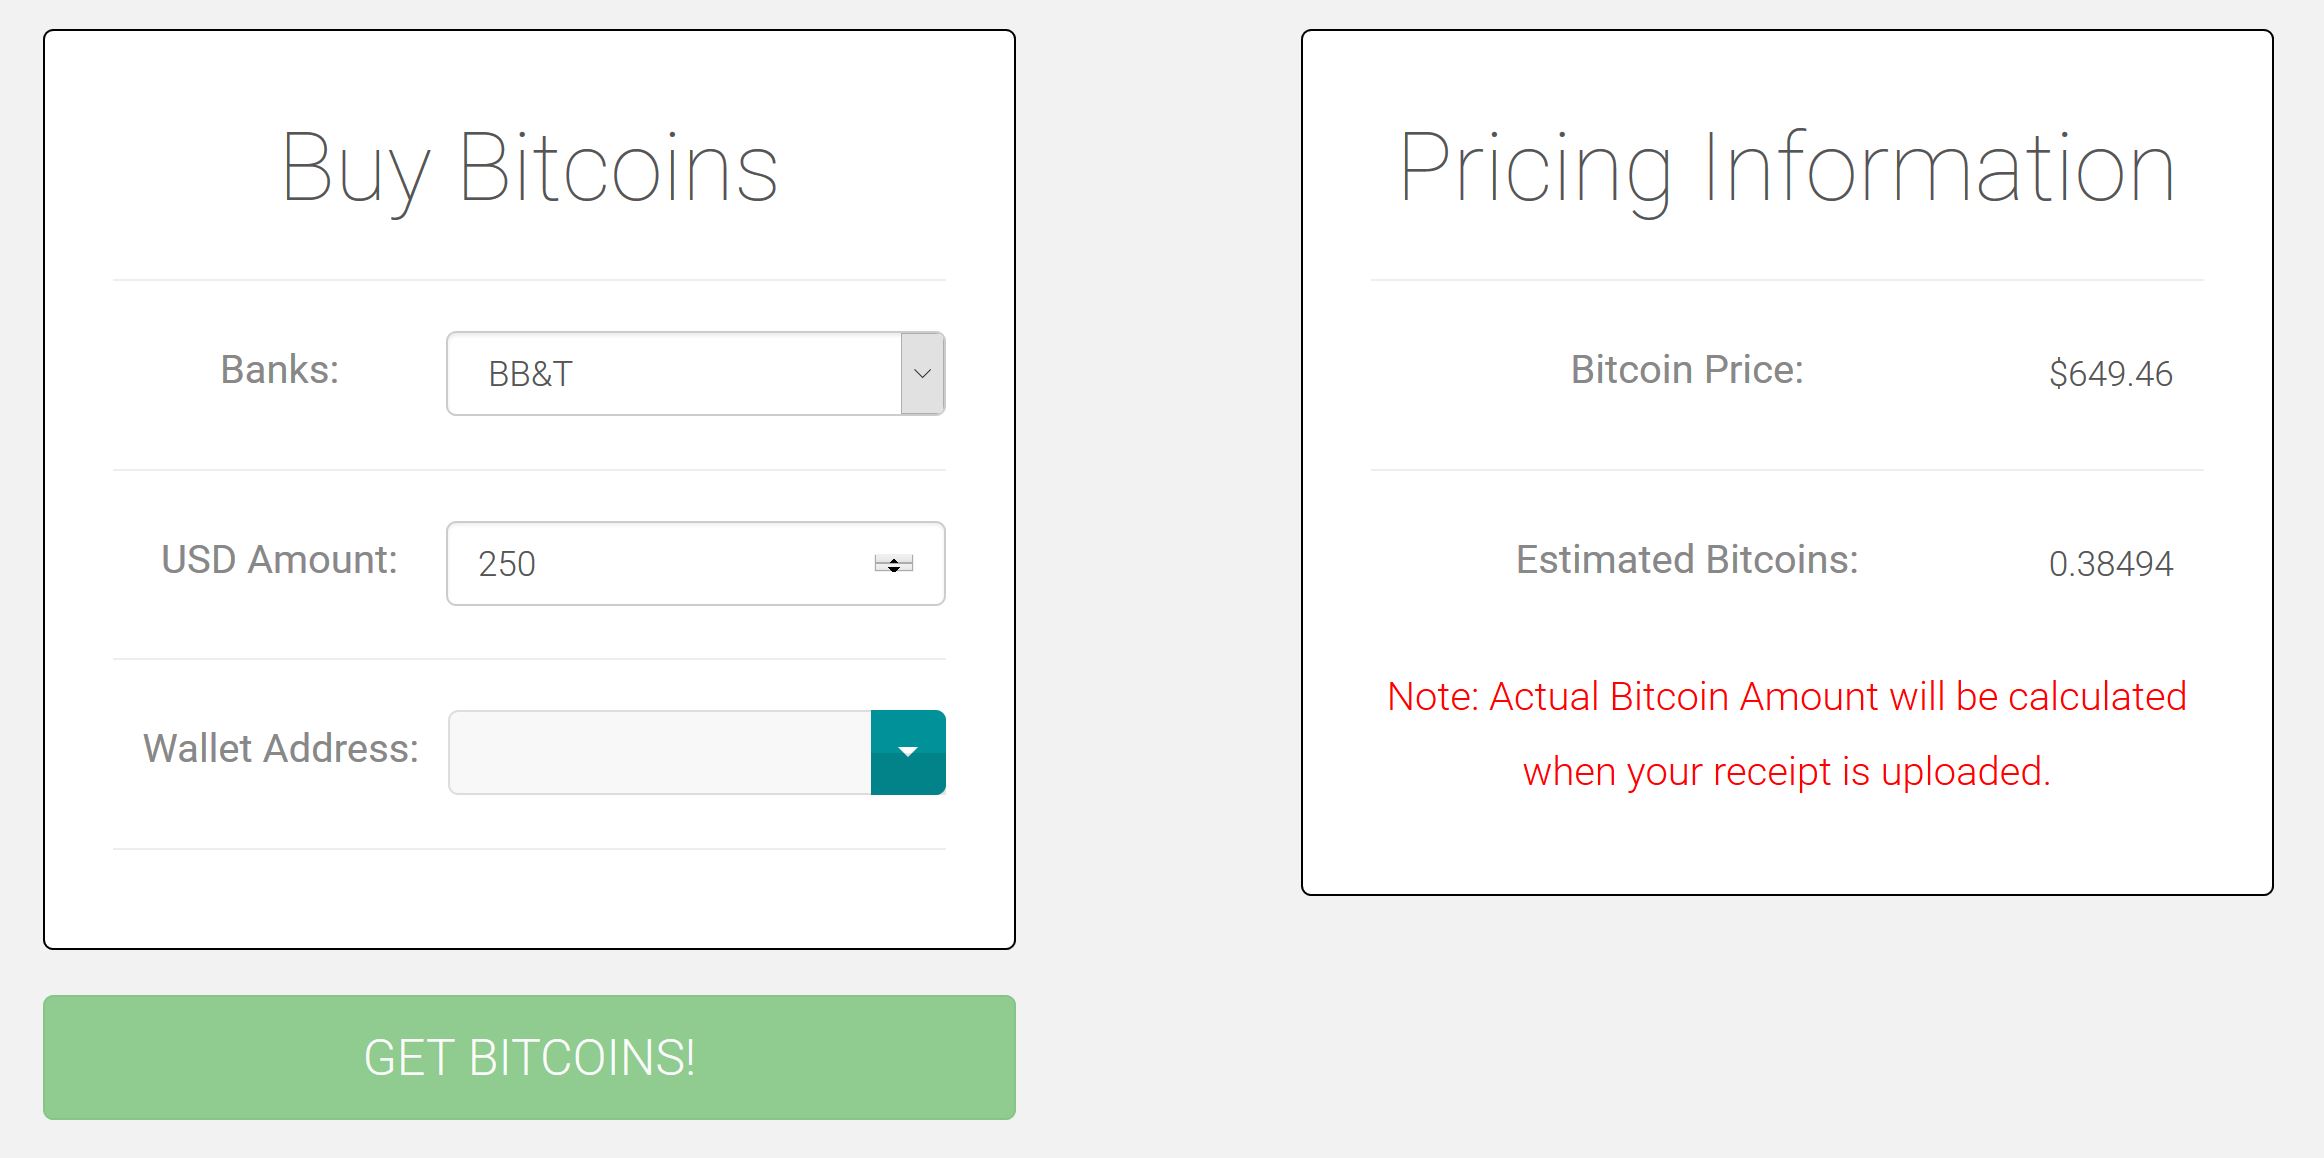 Buy Bitcoins
Banks: BB&T
USD Amount: 250
Wallet Address:
GET BITCOINS!
Pricing Information
Bitcoin Price: $649.46
Estimated Bitcoins: 0.38494
Note: Actual Bitcoin Amount will be calculated
when your receipt is uploaded.